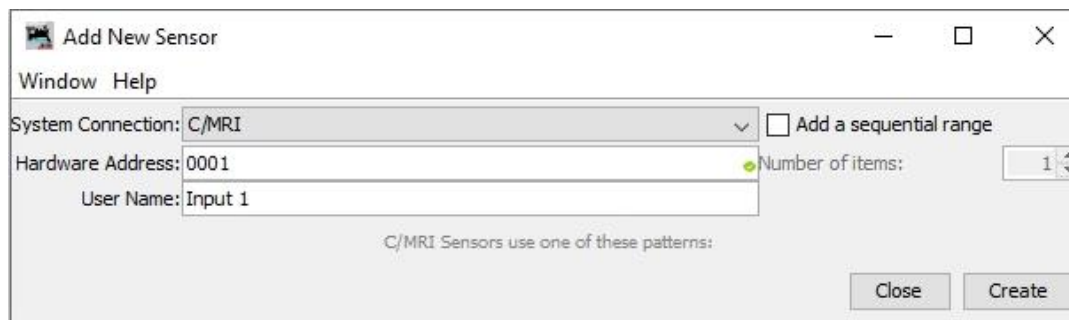 Add New Sensor
Window Help
System Connection: C/MRI Add a sequential range
Hardware Address: 0001 Number of items: 1
User Name: Input 1
C/MRI Sensors use one of these patterns:
Close Create